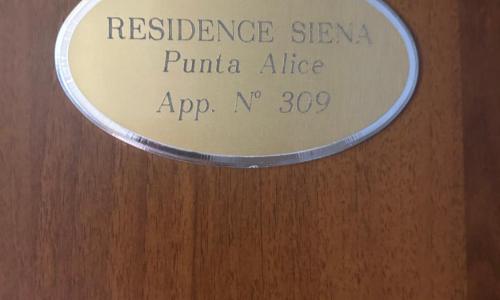 RESIDENCE SIENA
Punta Alice
App. N° 309